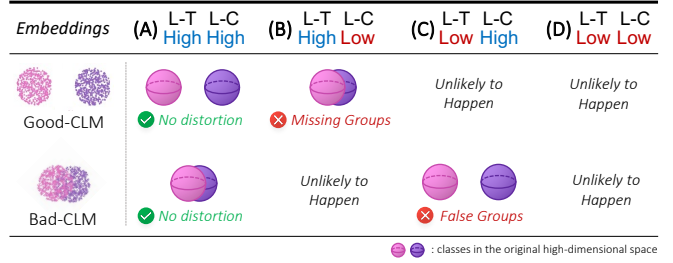 Embeddings (A) L-T L-C (B) L-T L-C (C) L-T L-C (D) L-T L-C
High High High Low Low High Low Low
Good-CLM
No distortion
Missing Groups
Unlikely to
Happen
Unlikely to
Happen
Bad-CLM
No distortion
Unlikely to
Happen
False Groups
Unlikely to
Happen
: classes in the original high-dimensional space